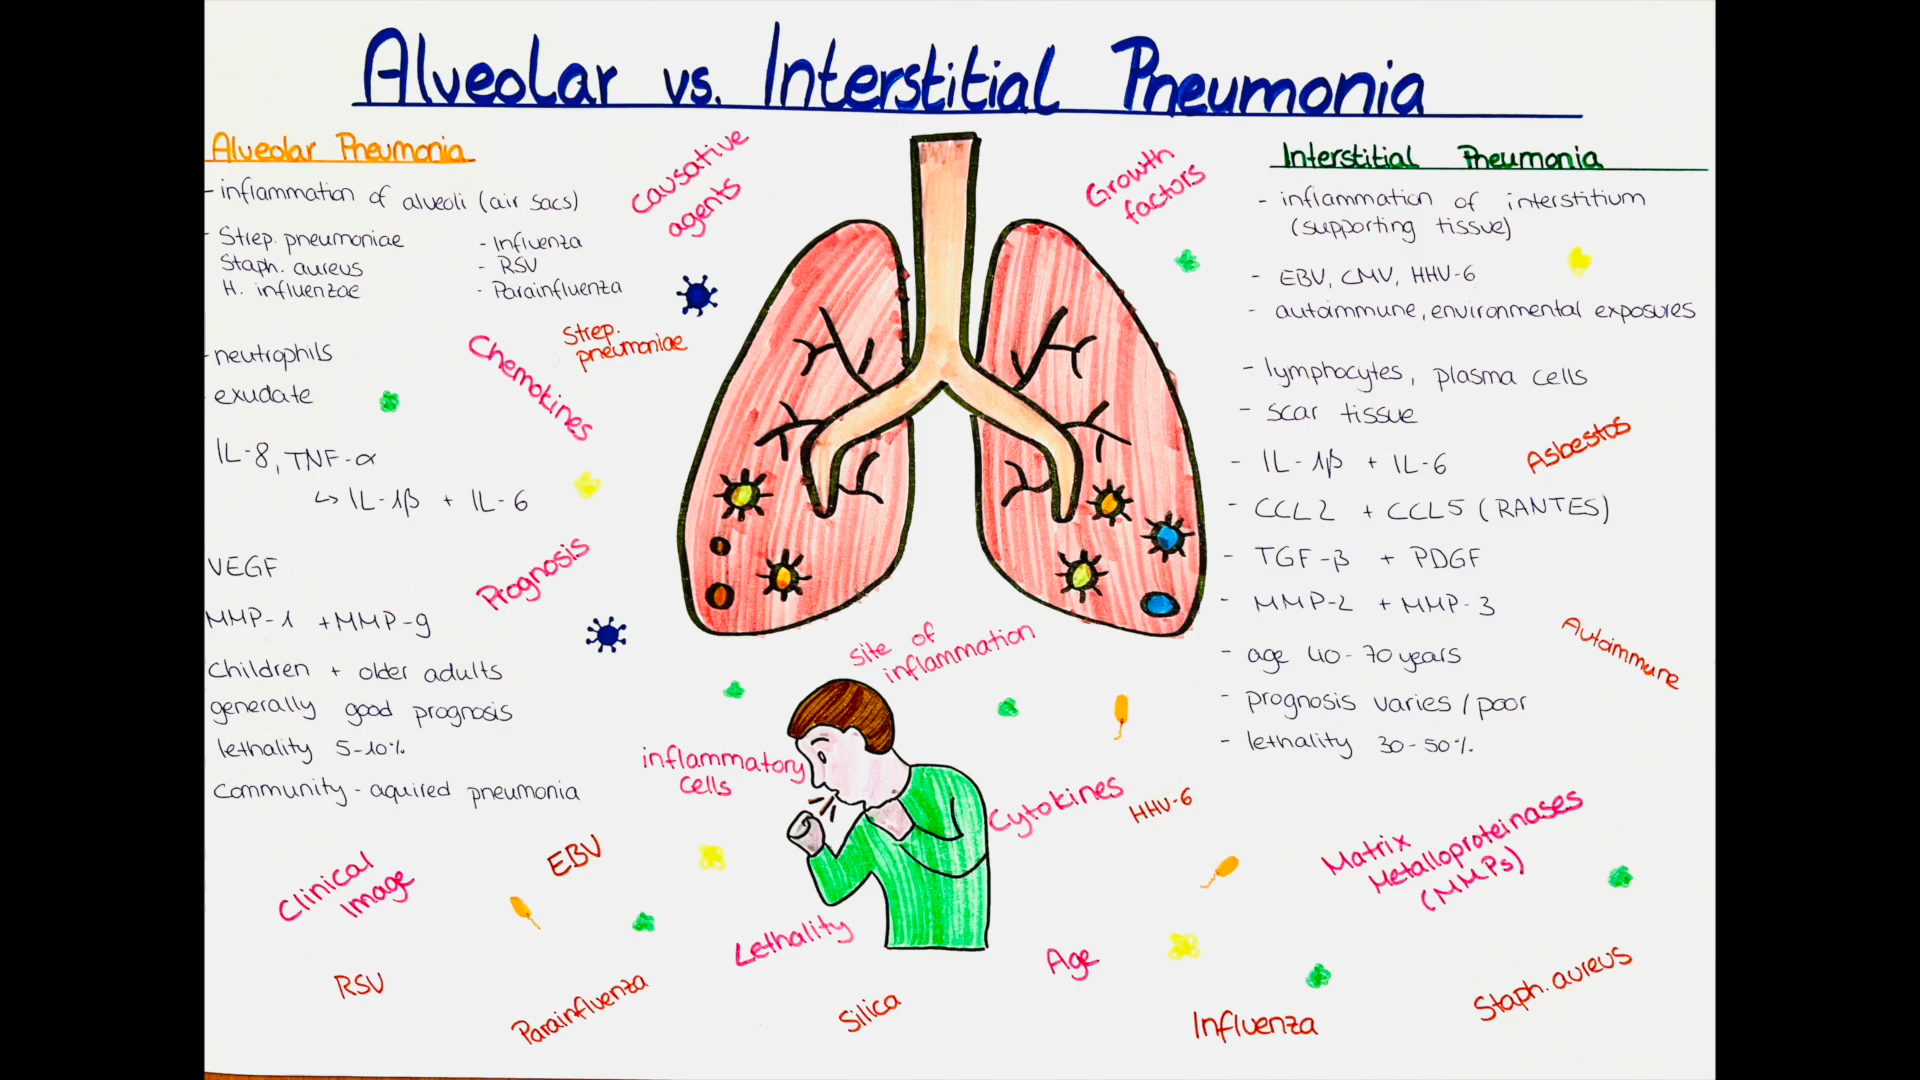 Alveolar vs. Interstitial Pneumonia
Alveolar Pneumonia
- inflammation of alveoli (air sacs)
- Strep. pneumoniae
Staph. aureus
H. influenzae
- Influenza
- RSV
- Parainfluenza
- neutrophils
exudate
IL-8, TNF-α
↳ IL-1β + IL-6
VEGF
MMP-1 + MMP-9
Children + older adults
generally good prognosis
lethality 5-10%
community-aquired pneumonia
Causative
agents
Strep.
pneumoniae
Chemokines
Prognosis
Growth
factors
Interstitial Pneumonia
- inflammation of interstitium
(supporting tissue)
- EBV, CMV, HHV-6
- autoimmune, environmental exposures
- lymphocytes, plasma cells
- scar tissue
- IL-1β + IL-6
- CCL2 + CCL5 (RANTES)
- TGF-β + PDGF
- MMP-2 + MMP-3
- age 40-70 years
- prognosis varies / poor
- lethality 30-50%
Asbestos
Autoimmune
site of
inflammation
inflammatory
cells
Cytokines
HHV-6
Matrix
Metalloproteinases
(MMPs)
Clinical
image
EBV
Lethality
Age
RSV
Parainfluenza
Silica
Influenza
Staph. aureus